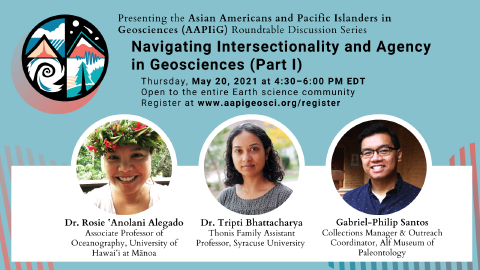 Presenting the Asian Americans and Pacific Islanders in
Geosciences (AAPIiG) Roundtable Discussion Series
Navigating Intersectionality and Agency
in Geosciences (Part I)
Thursday, May 20, 2021 at 4:30–6:00 PM EDT
Open to the entire Earth science community
Register at www.aapigeosci.org/register
Dr. Rosie ʻAnolani Alegado
Associate Professor of
Oceanography, University of
Hawaiʻi at Mānoa
Dr. Tripti Bhattacharya
Thonis Family Assistant
Professor, Syracuse University
Gabriel-Philip Santos
Collections Manager & Outreach
Coordinator, Alf Museum of
Paleontology